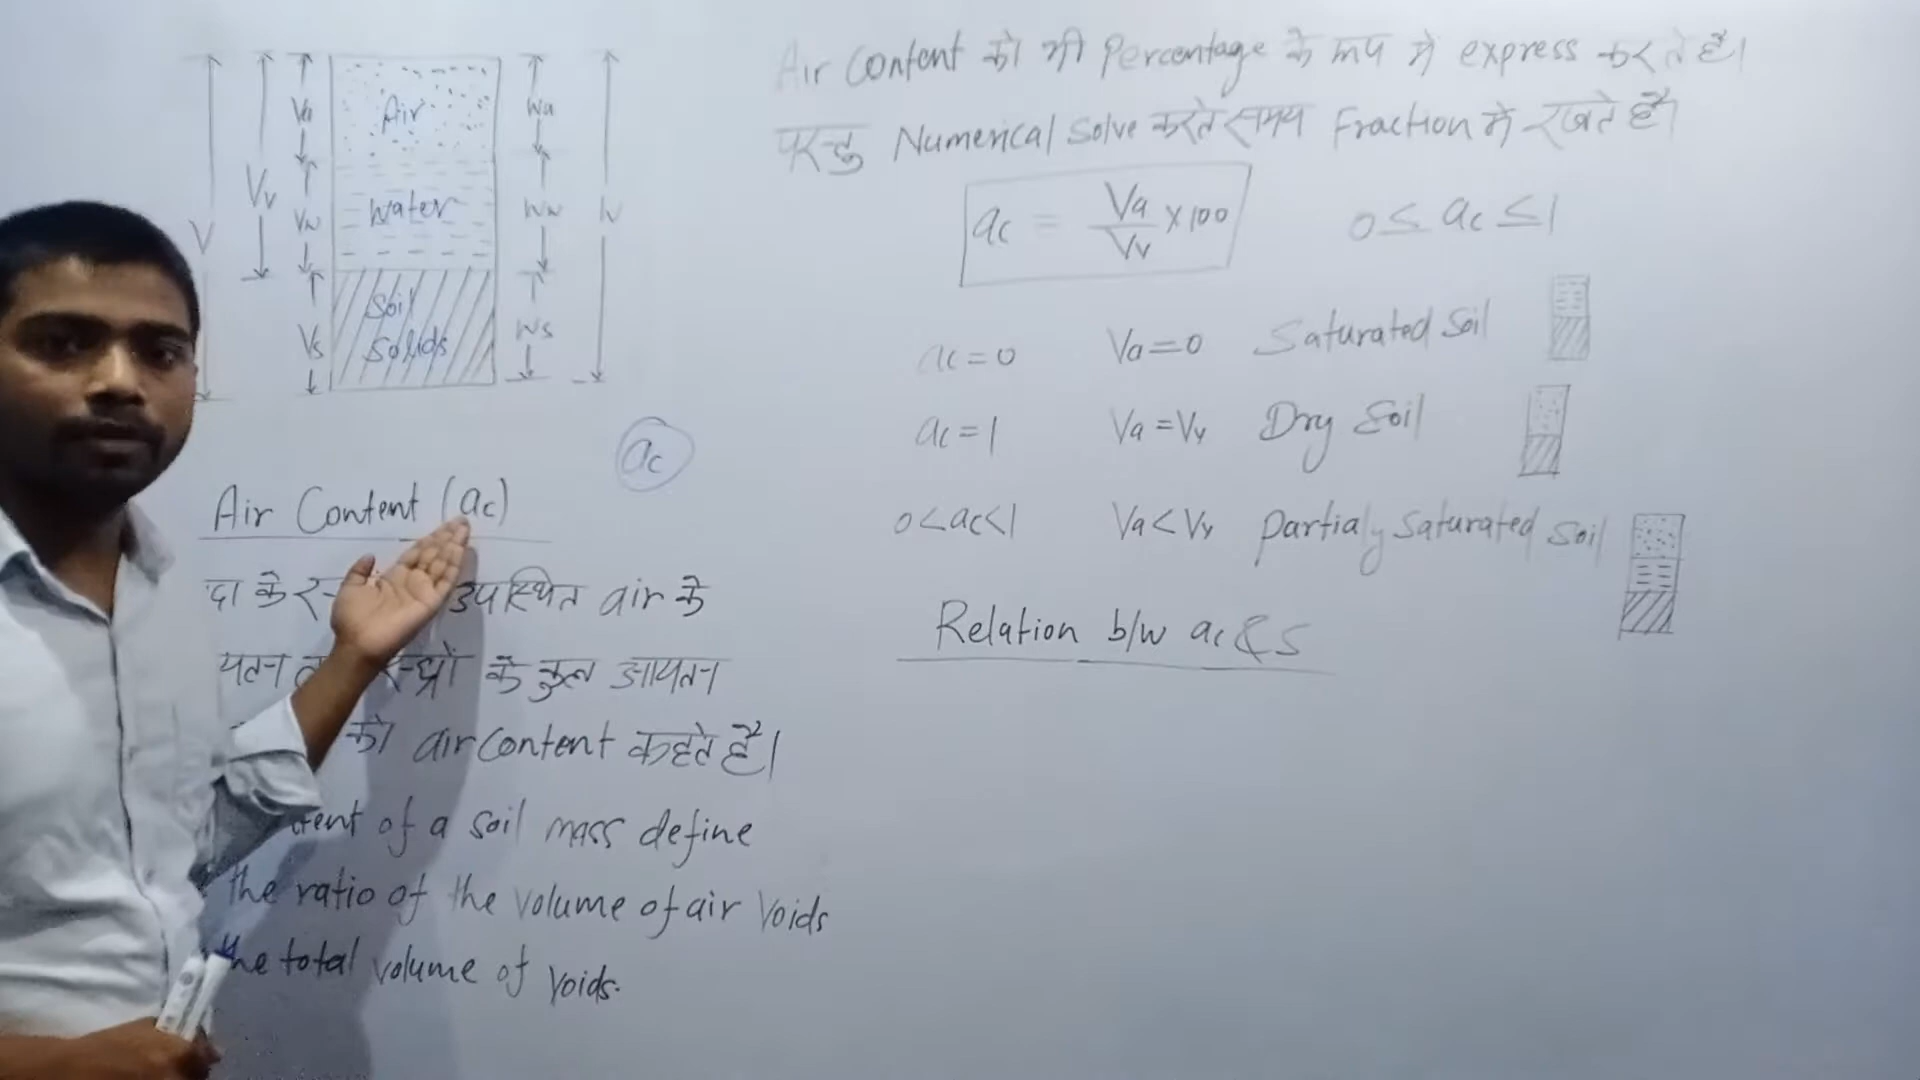 V
Vv
Va
Vw
Vs
Air
Water
Soil
Solids
Wa
Ww
Ws
W
ac
Air Content (ac)
दा के उपस्थित air के
यतन रन्ध्रों के कुल आयतन
को air content कहते है।
tent of a soil mass define
the ratio of the volume of air voids
the total volume of voids.
Air Content को भी Percentage के रूप मे express करते है।
परन्तु Numerical Solve करते समय Fraction मे रखते है।
ac = Va/Vv × 100
0 ≤ ac ≤ 1
ac = 0 Va = 0 Saturated Soil
ac = 1 Va = Vv Dry Soil
0 < ac < 1 Va < Vv Partialy Saturated Soil
Relation b/w ac & S